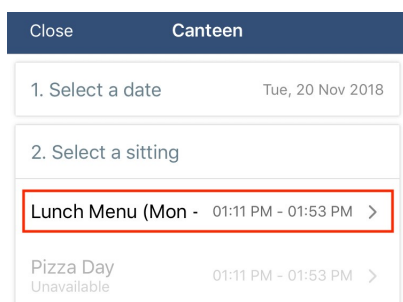 Close Canteen
1. Select a date Tue, 20 Nov 2018
2. Select a sitting
Lunch Menu (Mon - 01:11 PM - 01:53 PM
Pizza Day 01:11 PM - 01:53 PM
Unavailable